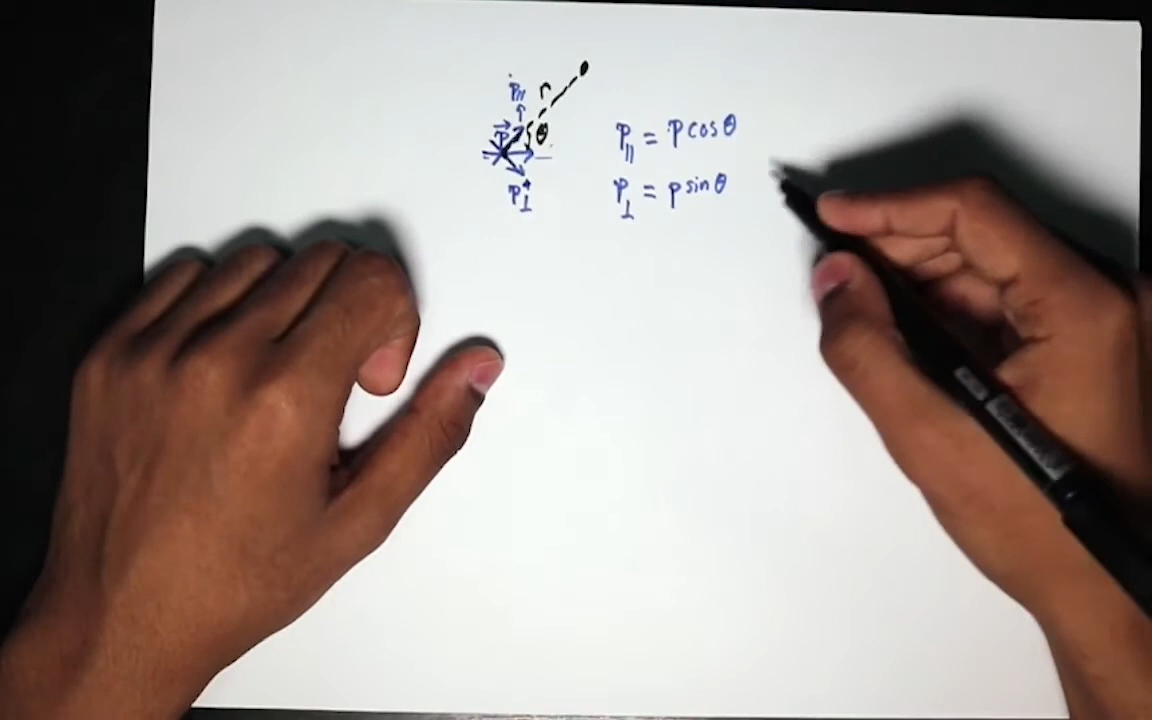 p∥ r
p⃗ θ
p⊥
p∥ = p cos θ
p⊥ = p sin θ